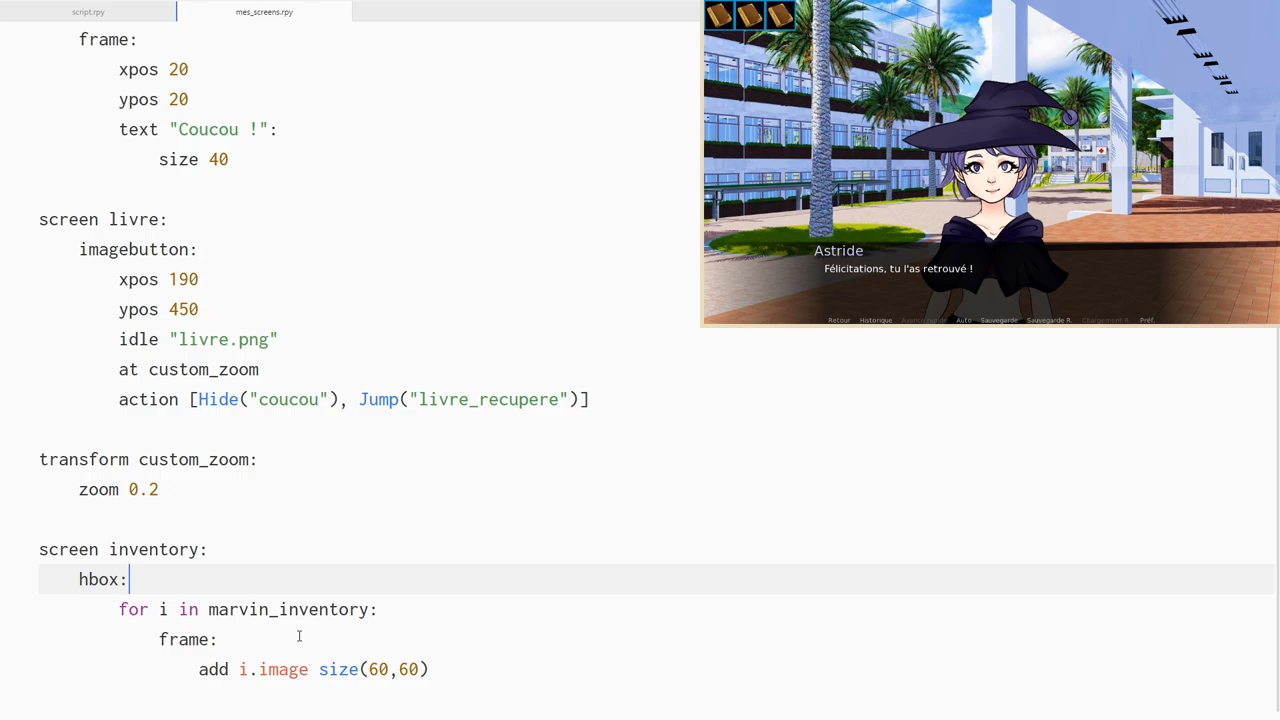 script.rpy
mes_screens.rpy
frame:
xpos 20
ypos 20
text "Coucou !":
size 40
screen livre:
imagebutton:
xpos 190
ypos 450
idle "livre.png"
at custom_zoom
action [Hide("coucou"), Jump("livre_recupere")]
transform custom_zoom:
zoom 0.2
screen inventory:
hbox:
for i in marvin_inventory:
frame:
add i.image size(60,60)
Astride
Félicitations, tu l'as retrouvé !
Retour Historique Avance rapide Auto Sauvegarde Sauvegarde R. Chargement R. Préf.